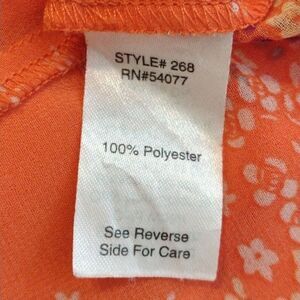 STYLE# 268
RN#54077
100% Polyester
See Reverse
Side For Care